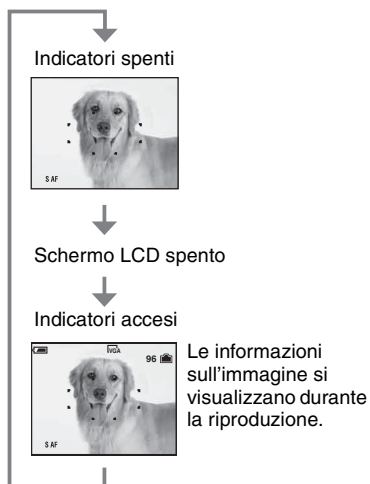 Indicatori spenti
S AF
Schermo LCD spento
Indicatori accesi
VGA
96
S AF
Le informazioni
sull'immagine si
visualizzano durante
la riproduzione.